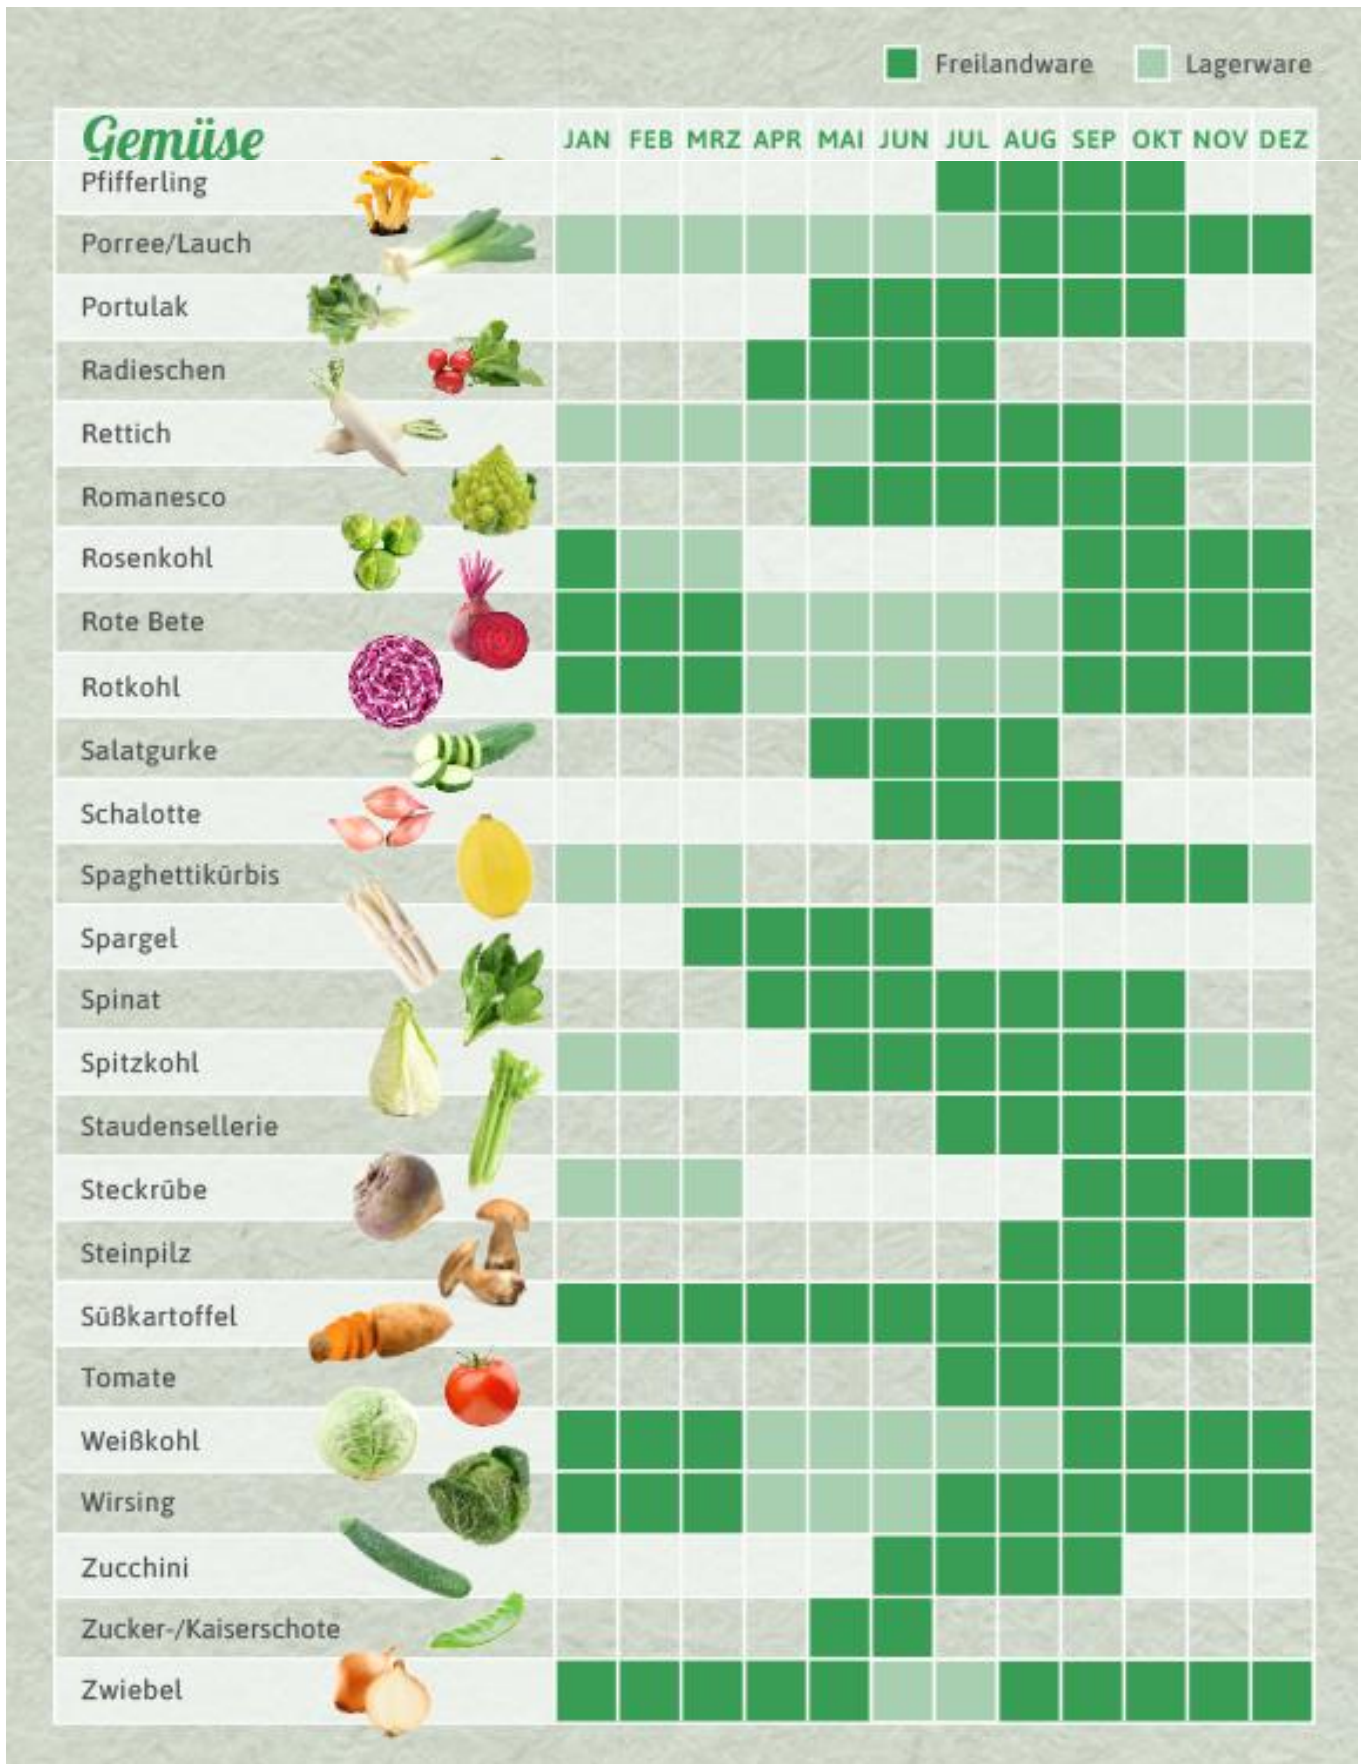 Freilandware Lagerware
Gemüse JAN FEB MRZ APR MAI JUN JUL AUG SEP OKT NOV DEZ
Pfifferling
Porree/Lauch
Portulak
Radieschen
Rettich
Romanesco
Rosenkohl
Rote Bete
Rotkohl
Salatgurke
Schalotte
Spaghettikürbis
Spargel
Spinat
Spitzkohl
Staudensellerie
Steckrübe
Steinpilz
Süßkartoffel
Tomate
Weißkohl
Wirsing
Zucchini
Zucker-/Kaiserschote
Zwiebel